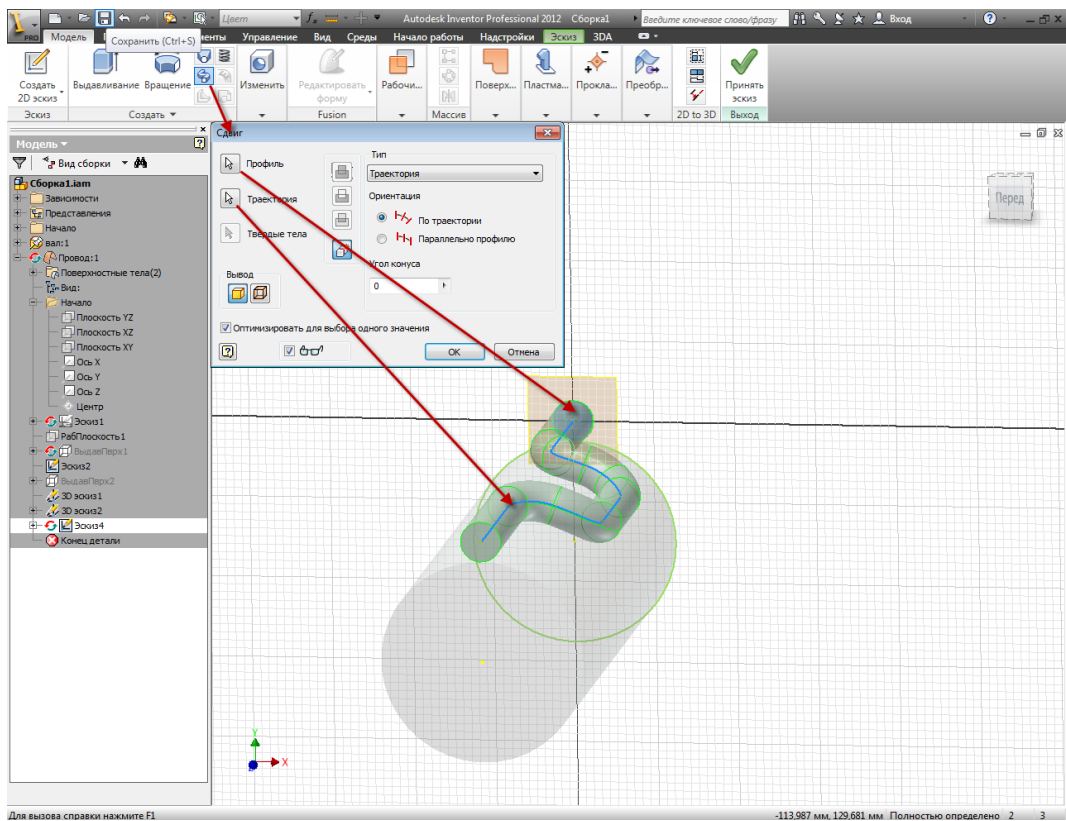 Цвет
Autodesk Inventor Professional 2012 Сборка1
Введите ключевое слово/фразу
Вход
PRO
Модель
Сохранить (Ctrl+S)
Управление Вид Среды Начало работы Надстройки Эскиз 3DA
Создать
2D эскиз
Выдавливание Вращение
Изменить
Редактировать
форму
Рабочи...
Поверх... Пластма... Прокла... Преобр...
Принять
эскиз
Эскиз Создать Fusion Массив 2D to 3D Выход
Модель
Вид сборки
Сборка1.iam
Зависимости
Представления
Начало
вал:1
Провод:1
Поверхностные тела(2)
Вид:
Начало
Плоскость YZ
Плоскость XZ
Плоскость XY
Ось X
Ось Y
Ось Z
Центр
Эскиз1
РабПлоскость1
ВыдавПврх1
Эскиз2
ВыдавПврх2
3D эскиз1
3D эскиз2
Эскиз4
Конец детали
Сдвиг
Профиль
Траектория
Твердые тела
Вывод
Тип
Траектория
Ориентация
По траектории
Параллельно профилю
Угол конуса
0
Оптимизировать для выбора одного значения
OK
Отмена
Перед
Y
X
Для вызова справки нажмите F1
-113,987 мм, 129,681 мм Полностью определено 2 3